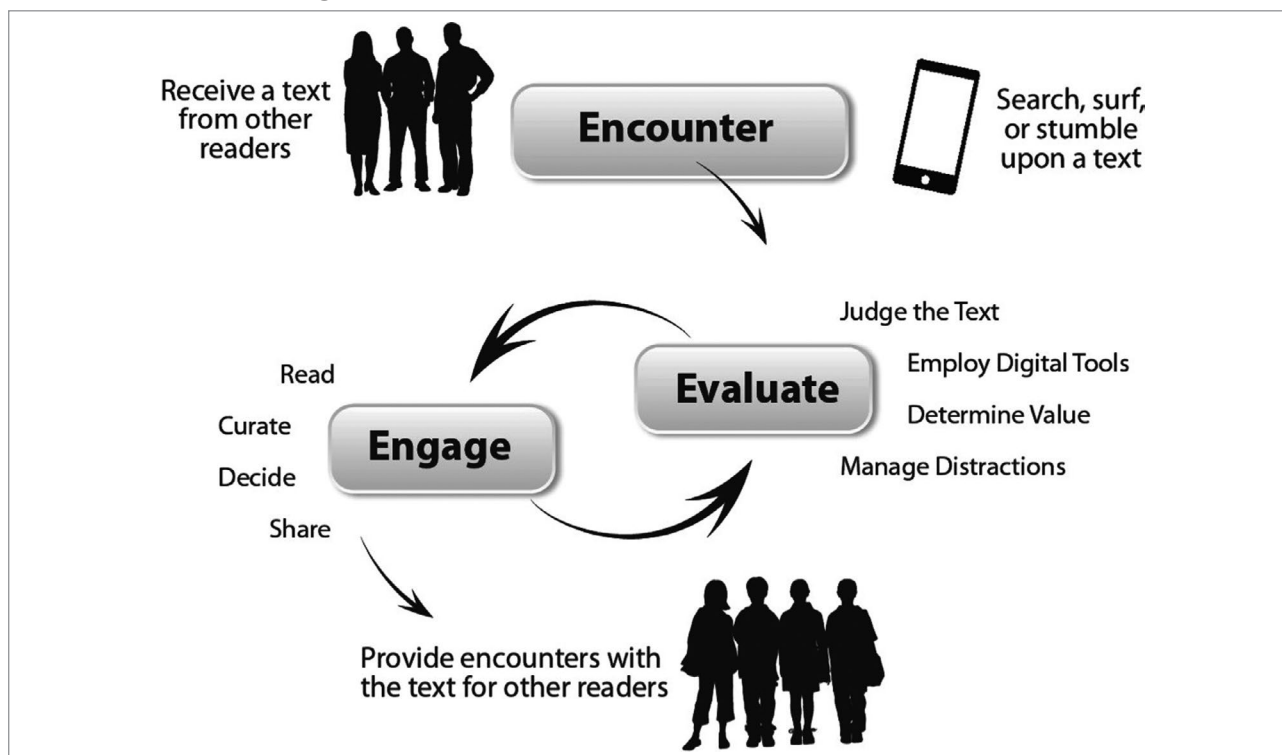 Receive a text
from other
readers
Encounter
Search, surf,
or stumble
upon a text
Judge the Text
Employ Digital Tools
Evaluate
Determine Value
Manage Distractions
Read
Curate
Engage
Decide
Share
Provide encounters with
the text for other readers